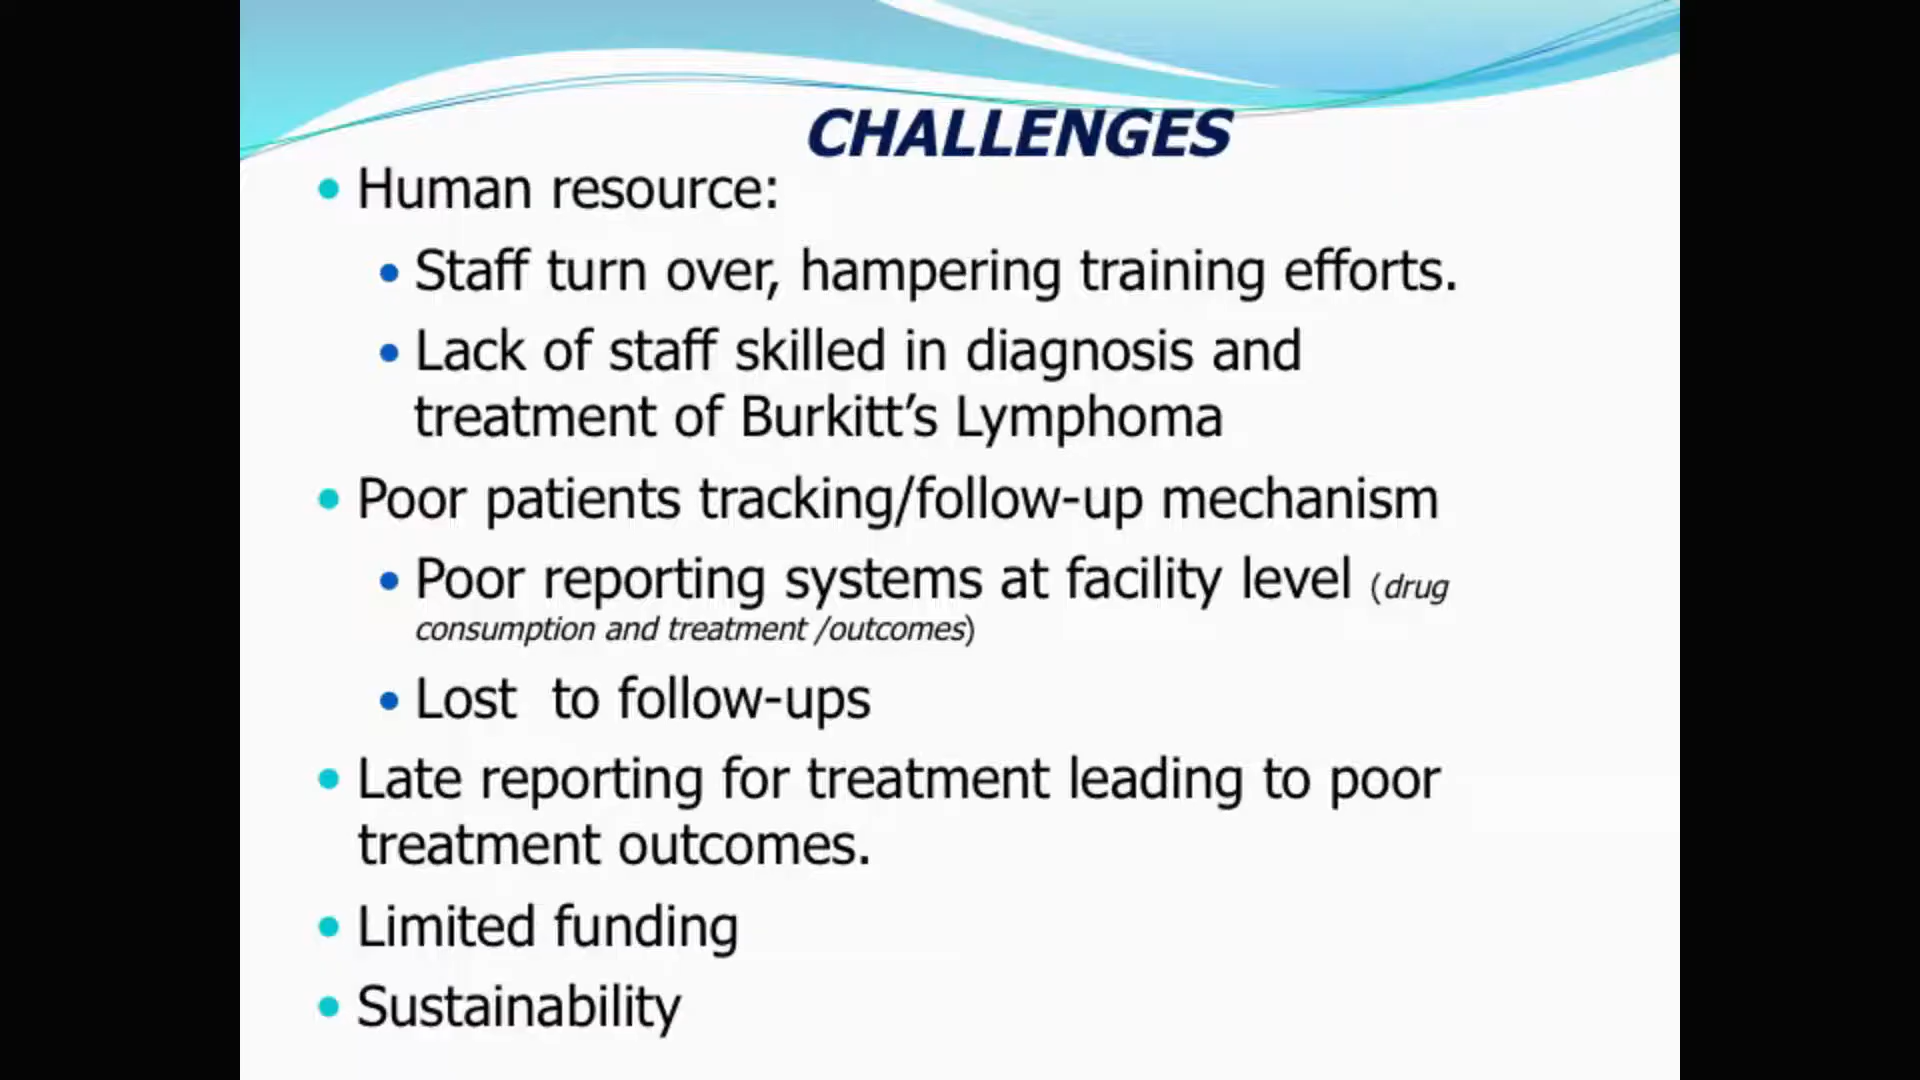 CHALLENGES
Human resource:
Staff turn over, hampering training efforts.
Lack of staff skilled in diagnosis and
treatment of Burkitt’s Lymphoma
Poor patients tracking/follow-up mechanism
Poor reporting systems at facility level (drug
consumption and treatment /outcomes)
Lost  to follow-ups
Late reporting for treatment leading to poor
treatment outcomes.
Limited funding
Sustainability